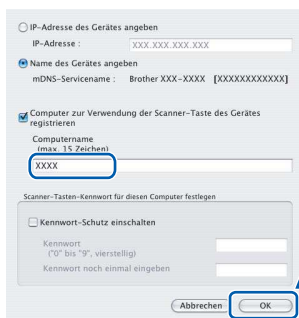 IP-Adresse des Gerätes angeben
IP-Adresse : XXX.XXX.XXX.XXX
Name des Gerätes angeben
mDNS-Servicename : Brother XXX-XXXX [XXXXXXXXXXXX]
Computer zur Verwendung der Scanner-Taste des Gerätes
registrieren
Computername
(max. 15 Zeichen)
XXXX
Scanner-Tasten-Kennwort für diesen Computer festlegen
Kennwort-Schutz einschalten
Kennwort
("0" bis "9", vierstellig)
Kennwort noch einmal eingeben
Abbrechen OK